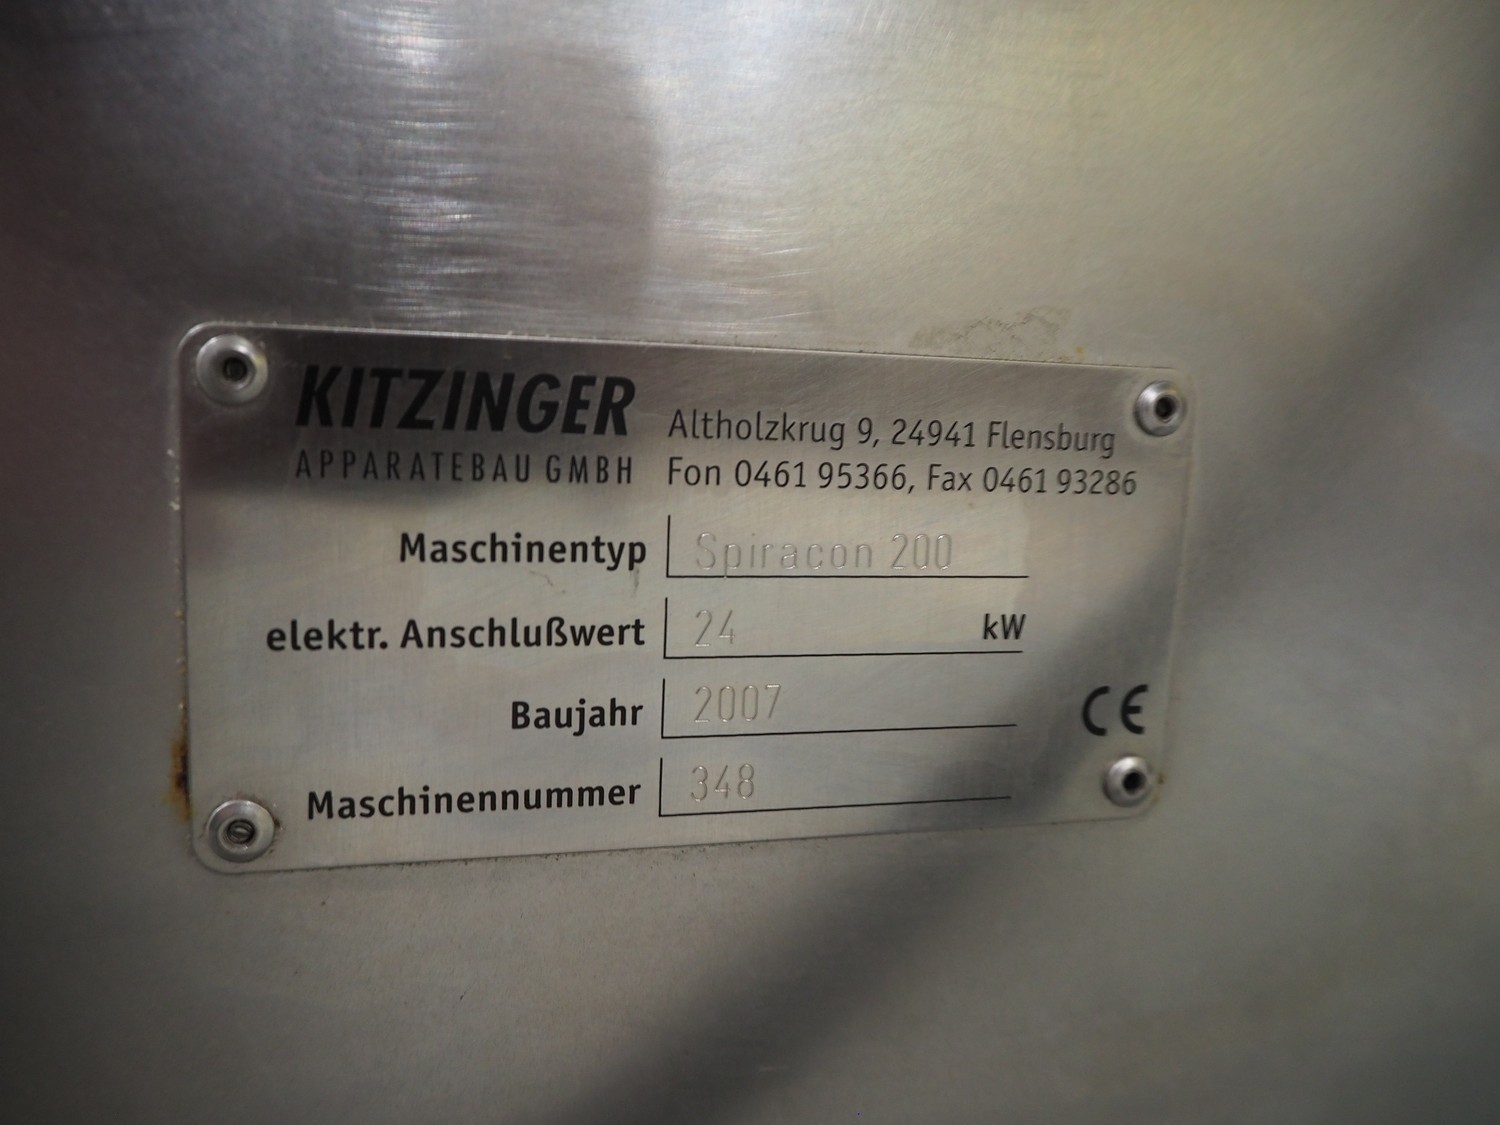 KITZINGER
APPARATEBAU GMBH
Altholzkrug 9, 24941 Flensburg
Fon 0461 95366, Fax 0461 93286
Maschinentyp Spiracon 200
elektr. Anschlußwert 24 kW
Baujahr 2007
CE
Maschinennummer 348